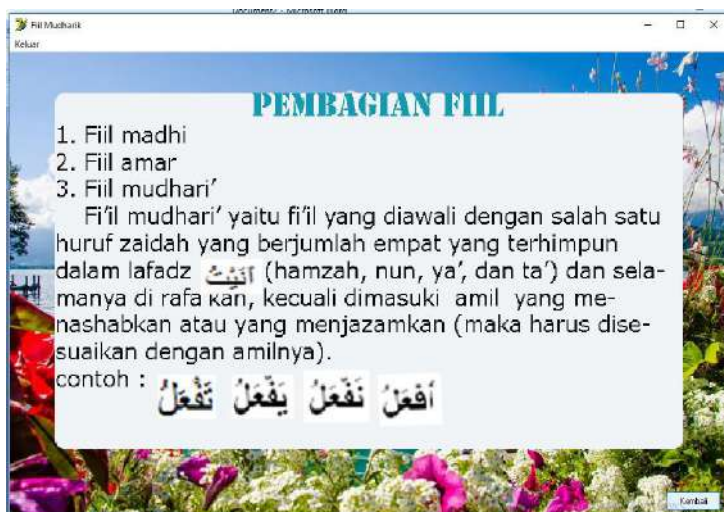 Document2 - Microsoft Word
Fiil Mudharik
Keluar
PEMBAGIAN FIIL
1. Fiil madhi
2. Fiil amar
3. Fiil mudhari’
Fi’il mudhari’ yaitu fi’il yang diawali dengan salah satu
huruf zaidah yang berjumlah empat yang terhimpun
dalam lafadz اَنَيْتُ (hamzah, nun, ya’, dan ta’) dan sela-
manya di rafa kan, kecuali dimasuki amil yang me-
nashabkan atau yang menjazamkan (maka harus dise-
suaikan dengan amilnya).
contoh : اَفْعَلُ نَفْعَلُ يَفْعَلُ تَفْعَلُ
Kembali